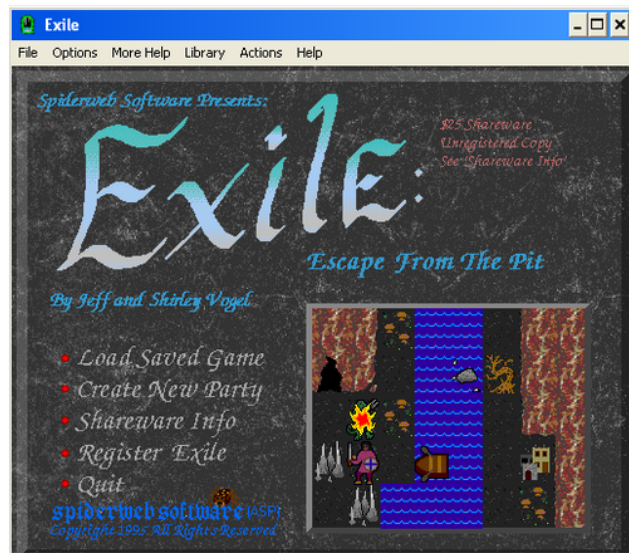 Exile
File Options More Help Library Actions Help
Spiderweb Software Presents:
Exile:
$25 Shareware
Unregistered Copy
See 'Shareware Info'
Escape From The Pit
By Jeff and Shirley Vogel
Load Saved Game
Create New Party
Shareware Info
Register Exile
Quit
spiderweb software [ASP]
Copyright 1995 All Rights Reserved